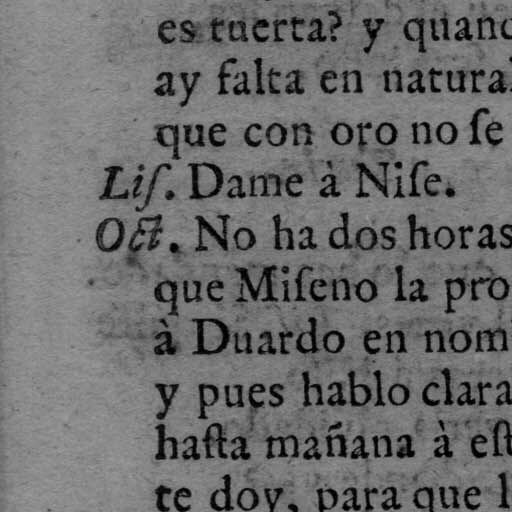 es tuerta? y quand
ay falta en natural
que con oro no ſe
Liſ. Dame à Niſe.
Oct. No ha dos horas
que Miſeno la pro
à Duardo en nom
y pues hablo clara
haſta mañana à eſt
te doy, para que l